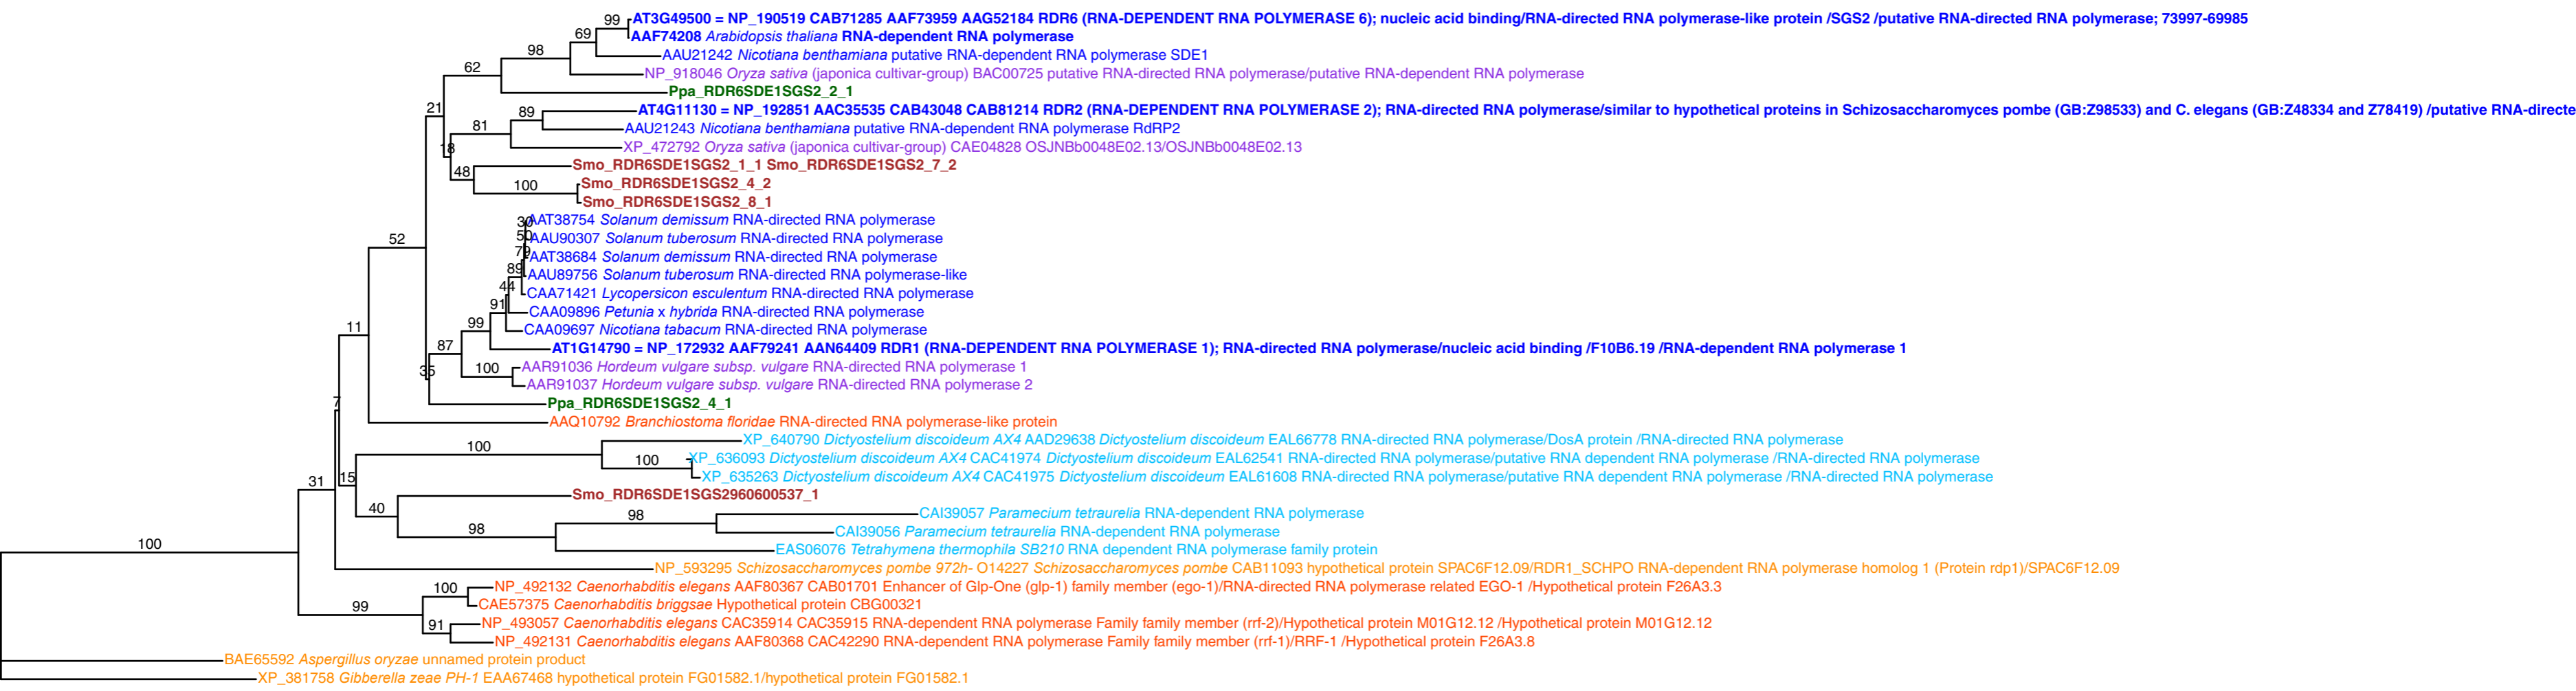 99 AT3G49500 = NP_190519 CAB71285 AAF73959 AAG52184 RDR6 (RNA-DEPENDENT RNA POLYMERASE 6); nucleic acid binding/RNA-directed RNA polymerase-like protein /SGS2 /putative RNA-directed RNA polymerase; 73997-69985
69 AAF74208 Arabidopsis thaliana RNA-dependent RNA polymerase
98 AAU21242 Nicotiana benthamiana putative RNA-dependent RNA polymerase SDE1
62 NP_918046 Oryza sativa (japonica cultivar-group) BAC00725 putative RNA-directed RNA polymerase/putative RNA-dependent RNA polymerase
Ppa_RDR6SDE1SGS2_2_1
21 89 AT4G11130 = NP_192851 AAC35535 CAB43048 CAB81214 RDR2 (RNA-DEPENDENT RNA POLYMERASE 2); RNA-directed RNA polymerase/similar to hypothetical proteins in Schizosaccharomyces pombe (GB:Z98533) and C. elegans (GB:Z48334 and Z78419) /putative RNA-directe
81 AAU21243 Nicotiana benthamiana putative RNA-dependent RNA polymerase RdRP2
18 XP_472792 Oryza sativa (japonica cultivar-group) CAE04828 OSJNBb0048E02.13/OSJNBb0048E02.13
Smo_RDR6SDE1SGS2_1_1 Smo_RDR6SDE1SGS2_7_2
48 100 Smo_RDR6SDE1SGS2_4_2
Smo_RDR6SDE1SGS2_8_1
30 AAT38754 Solanum demissum RNA-directed RNA polymerase
52 50 AAU90307 Solanum tuberosum RNA-directed RNA polymerase
79 AAT38684 Solanum demissum RNA-directed RNA polymerase
89 AAU89756 Solanum tuberosum RNA-directed RNA polymerase-like
44 CAA71421 Lycopersicon esculentum RNA-directed RNA polymerase
91 CAA09896 Petunia x hybrida RNA-directed RNA polymerase
11 99 CAA09697 Nicotiana tabacum RNA-directed RNA polymerase
87 AT1G14790 = NP_172932 AAF79241 AAN64409 RDR1 (RNA-DEPENDENT RNA POLYMERASE 1); RNA-directed RNA polymerase/nucleic acid binding /F10B6.19 /RNA-dependent RNA polymerase 1
35 100 AAR91036 Hordeum vulgare subsp. vulgare RNA-directed RNA polymerase 1
AAR91037 Hordeum vulgare subsp. vulgare RNA-directed RNA polymerase 2
7 Ppa_RDR6SDE1SGS2_4_1
AAQ10792 Branchiostoma floridae RNA-directed RNA polymerase-like protein
100 XP_640790 Dictyostelium discoideum AX4 AAD29638 Dictyostelium discoideum EAL66778 RNA-directed RNA polymerase/DosA protein /RNA-directed RNA polymerase
100 XP_636093 Dictyostelium discoideum AX4 CAC41974 Dictyostelium discoideum EAL62541 RNA-directed RNA polymerase/putative RNA dependent RNA polymerase /RNA-directed RNA polymerase
31 15 XP_635263 Dictyostelium discoideum AX4 CAC41975 Dictyostelium discoideum EAL61608 RNA-directed RNA polymerase/putative RNA dependent RNA polymerase /RNA-directed RNA polymerase
Smo_RDR6SDE1SGS2960600537_1
40 98 CAI39057 Paramecium tetraurelia RNA-dependent RNA polymerase
98 CAI39056 Paramecium tetraurelia RNA-dependent RNA polymerase
100 EAS06076 Tetrahymena thermophila SB210 RNA dependent RNA polymerase family protein
NP_593295 Schizosaccharomyces pombe 972h- O14227 Schizosaccharomyces pombe CAB11093 hypothetical protein SPAC6F12.09/RDR1_SCHPO RNA-dependent RNA polymerase homolog 1 (Protein rdp1)/SPAC6F12.09
100 NP_492132 Caenorhabditis elegans AAF80367 CAB01701 Enhancer of Glp-One (glp-1) family member (ego-1)/RNA-directed RNA polymerase related EGO-1 /Hypothetical protein F26A3.3
99 CAE57375 Caenorhabditis briggsae Hypothetical protein CBG00321
91 NP_493057 Caenorhabditis elegans CAC35914 CAC35915 RNA-dependent RNA polymerase Family family member (rrf-2)/Hypothetical protein M01G12.12 /Hypothetical protein M01G12.12
NP_492131 Caenorhabditis elegans AAF80368 CAC42290 RNA-dependent RNA polymerase Family family member (rrf-1)/RRF-1 /Hypothetical protein F26A3.8
BAE65592 Aspergillus oryzae unnamed protein product
XP_381758 Gibberella zeae PH-1 EAA67468 hypothetical protein FG01582.1/hypothetical protein FG01582.1